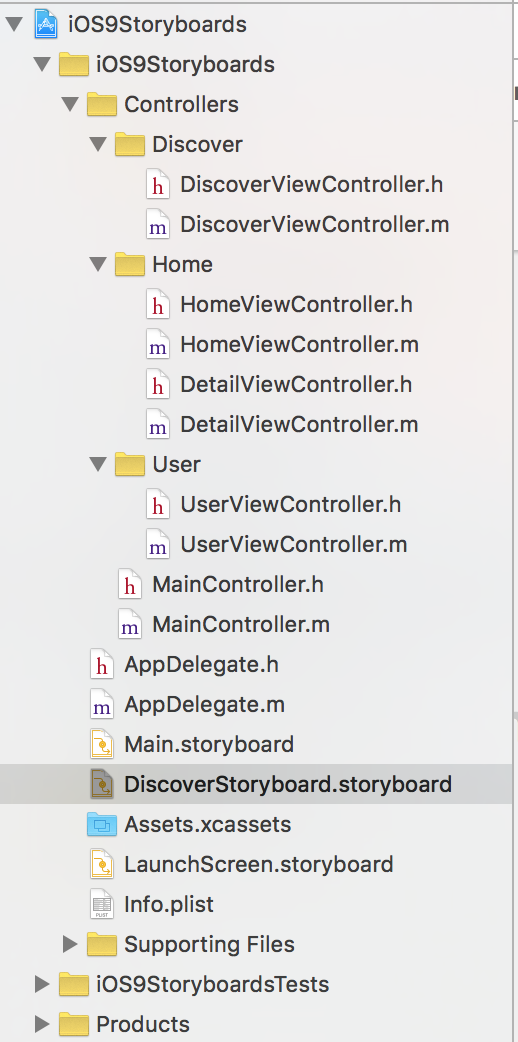 iOS9Storyboards
iOS9Storyboards
Controllers
Discover
h DiscoverViewController.h
m DiscoverViewController.m
Home
h HomeViewController.h
m HomeViewController.m
h DetailViewController.h
m DetailViewController.m
User
h UserViewController.h
m UserViewController.m
h MainController.h
m MainController.m
h AppDelegate.h
m AppDelegate.m
Main.storyboard
DiscoverStoryboard.storyboard
Assets.xcassets
LaunchScreen.storyboard
PLIST Info.plist
Supporting Files
iOS9StoryboardsTests
Products